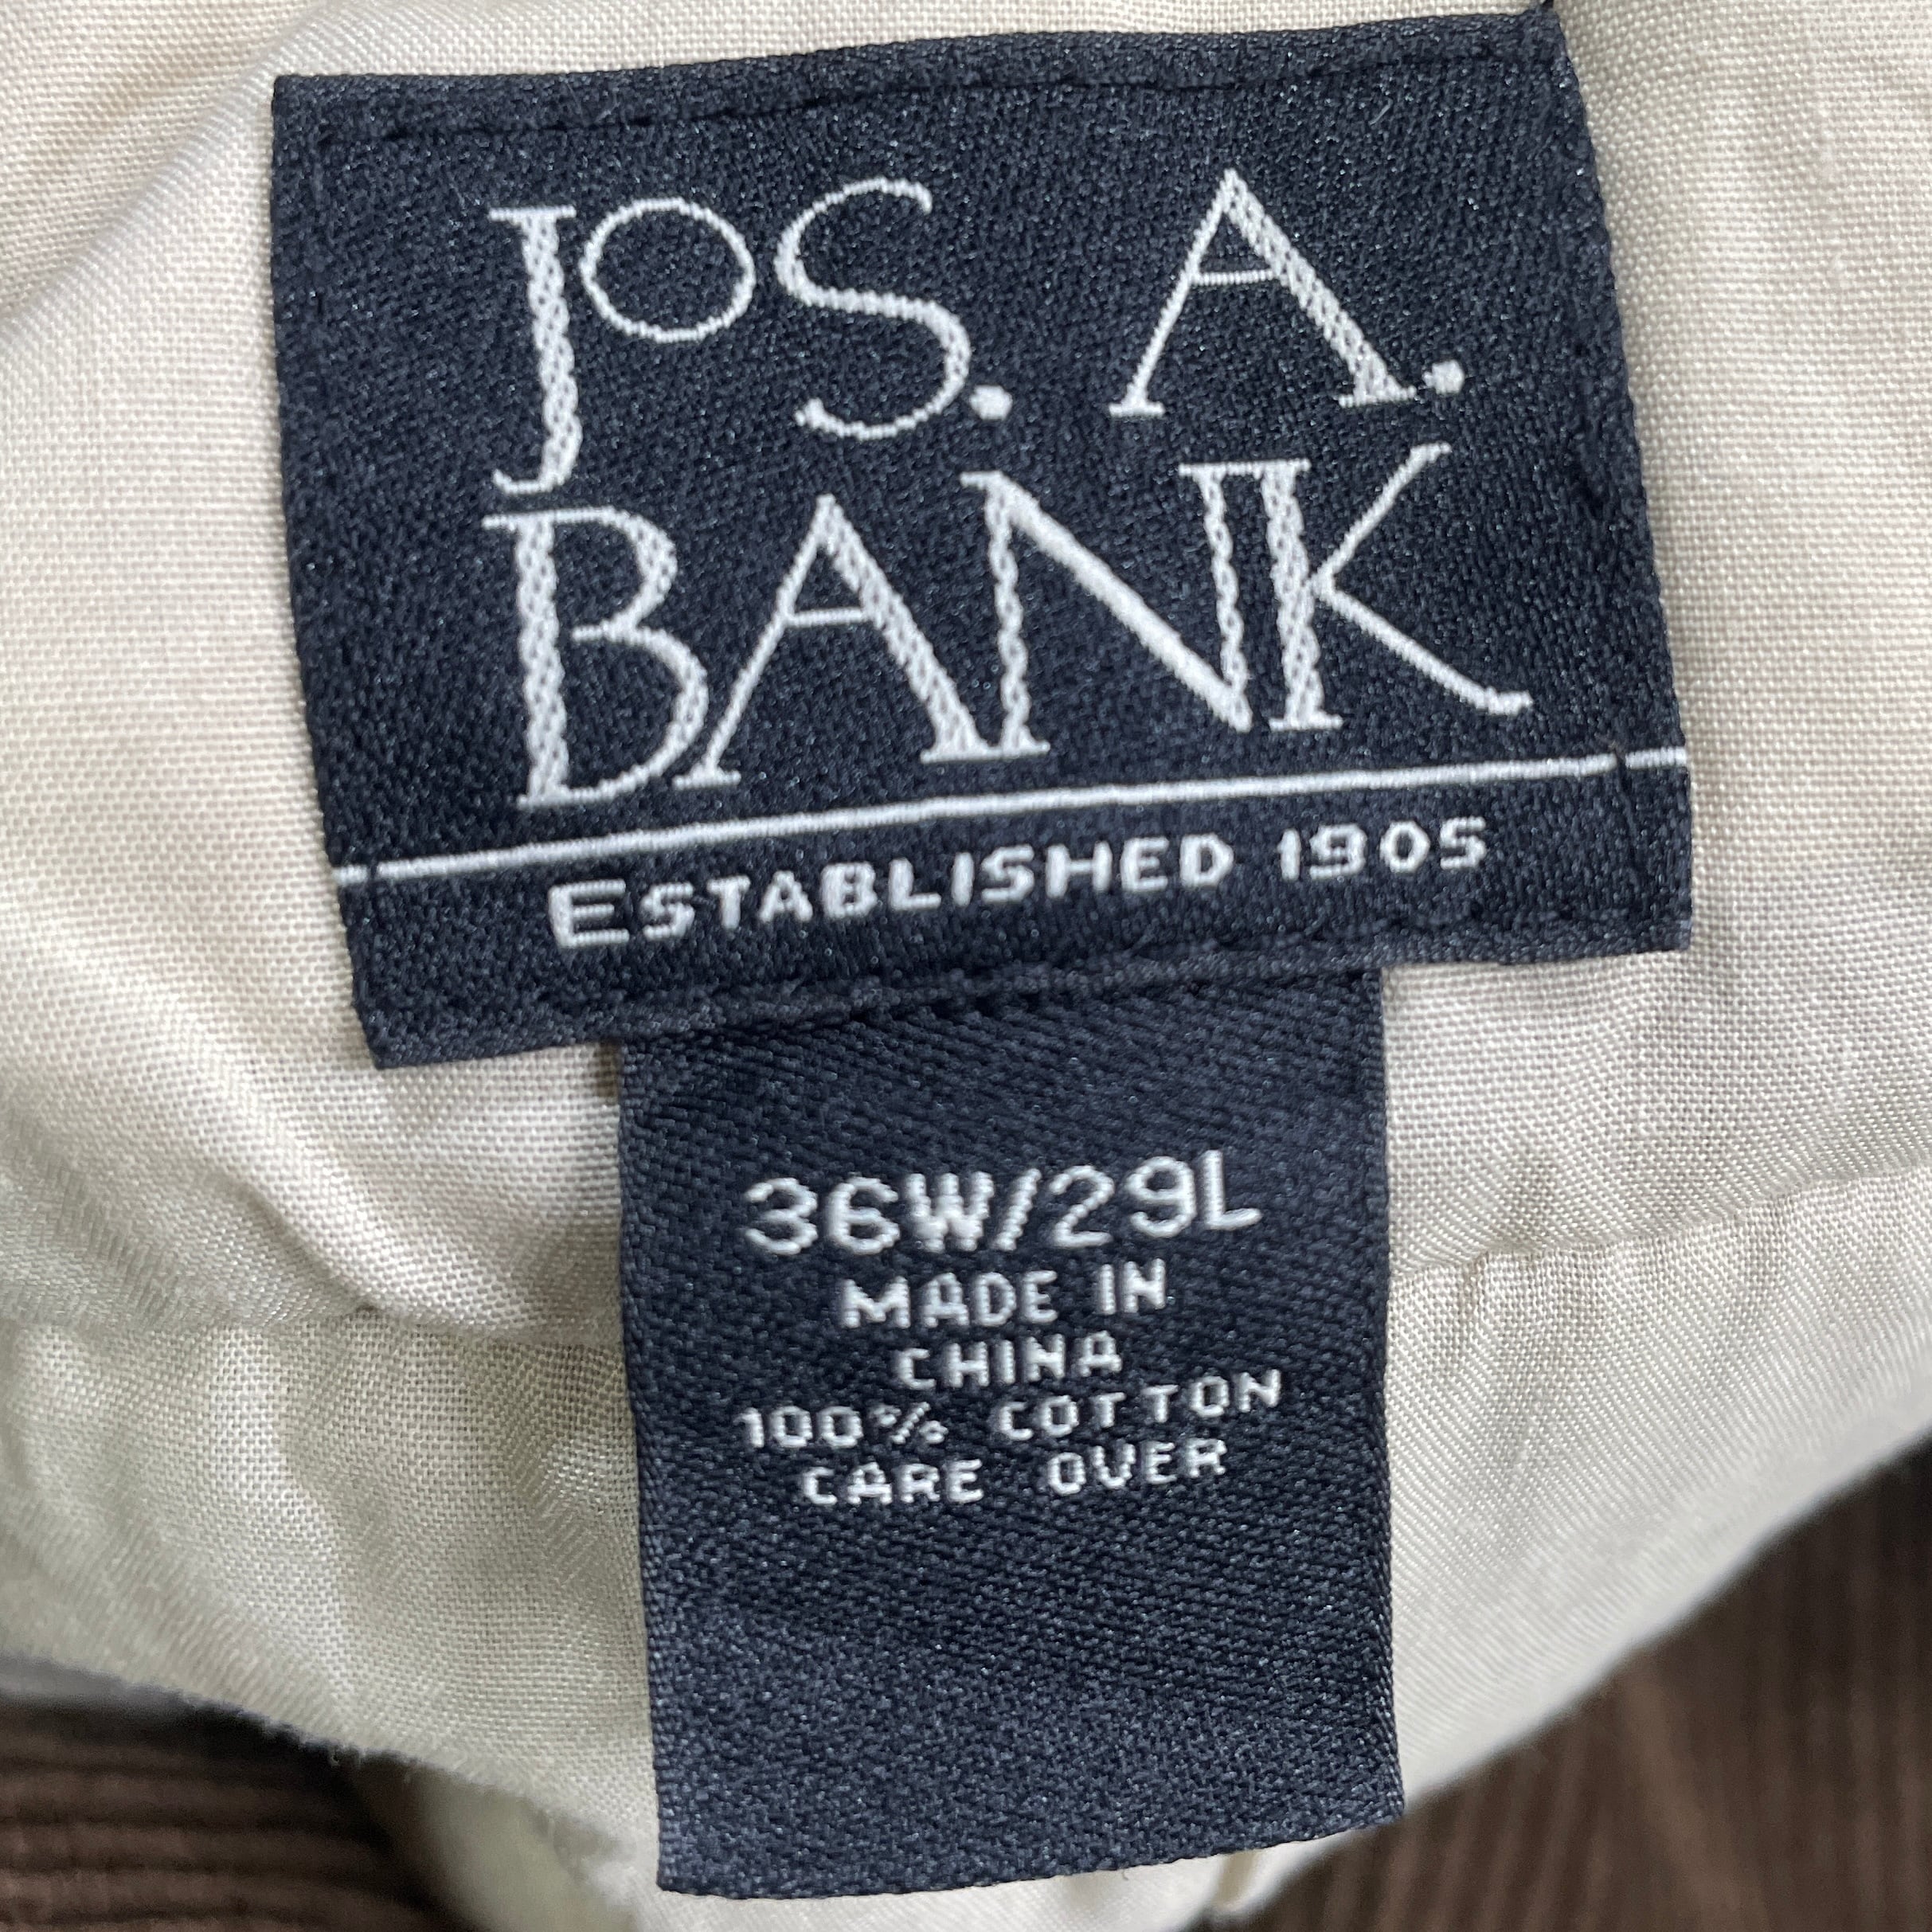 JOS. A.
BANK
ESTABLISHED 1905
36W/29L
MADE IN
CHINA
100% COTTON
CARE OVER